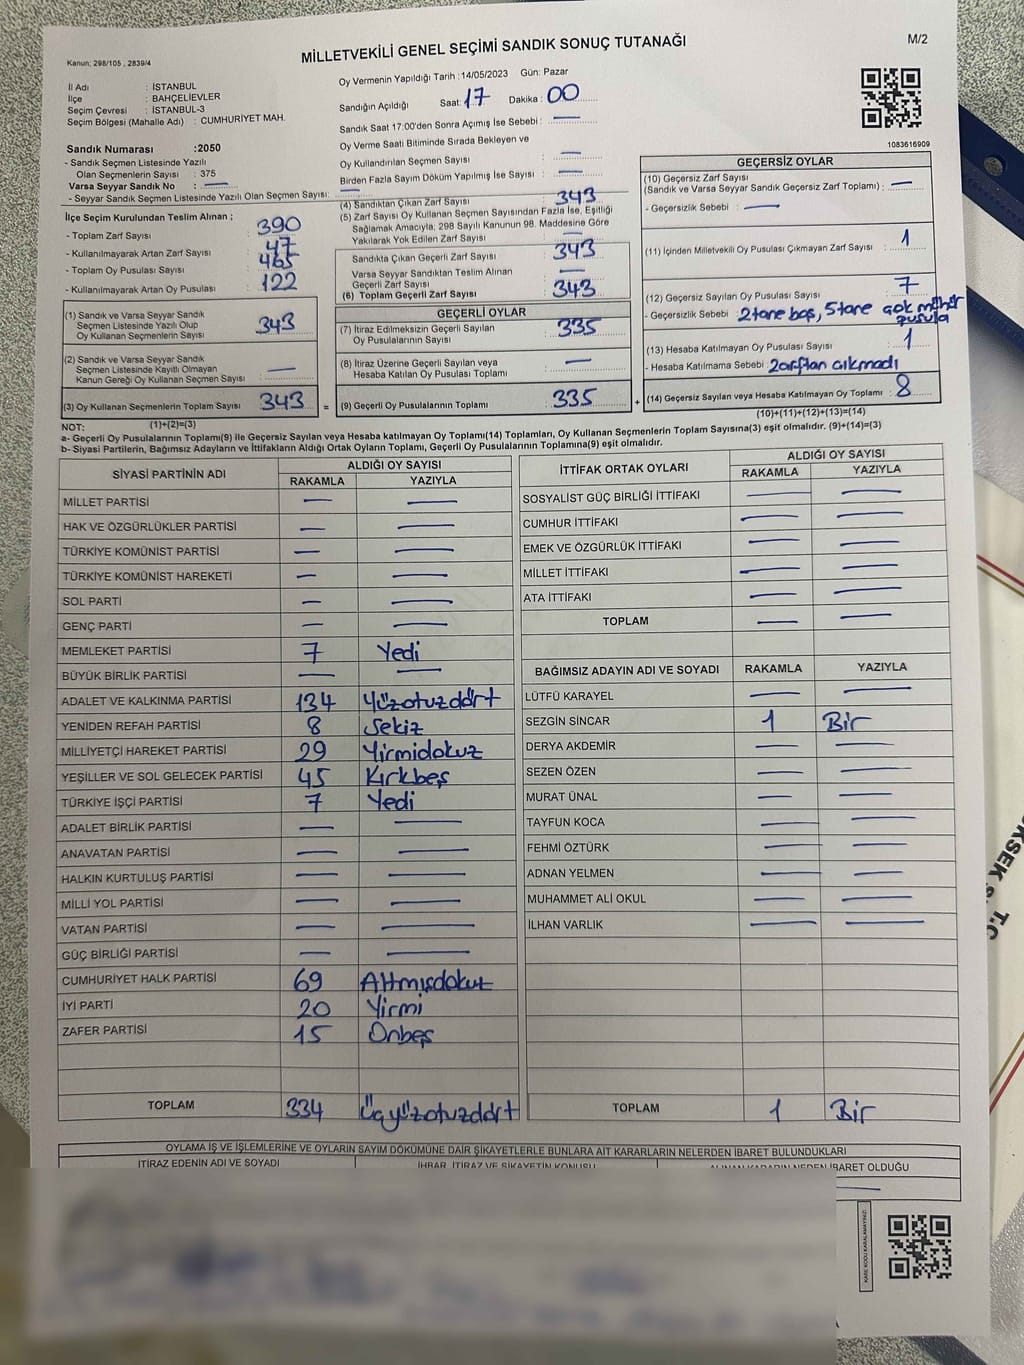 MİLLETVEKİLİ GENEL SEÇİMİ SANDIK SONUÇ TUTANAĞI
M/2
Kanun; 298/105 , 2839/4
İl Adı : İSTANBUL
İlçe : BAHÇELİEVLER
Seçim Çevresi : İSTANBUL-3
Seçim Bölgesi (Mahalle Adı) : CUMHURİYET MAH.
Sandık Numarası :2050
- Sandık Seçmen Listesinde Yazılı
Olan Seçmenlerin Sayısı : 375
Varsa Seyyar Sandık No : —
- Seyyar Sandık Seçmen Listesinde Yazılı Olan Seçmen Sayısı: —
İlçe Seçim Kurulundan Teslim Alınan ;
- Toplam Zarf Sayısı : 390
- Kullanılmayarak Artan Zarf Sayısı : 47
- Toplam Oy Pusulası Sayısı : 465
- Kullanılmayarak Artan Oy Pusulası : 122
(1) Sandık ve Varsa Seyyar Sandık
Seçmen Listesinde Yazılı Olup
Oy Kullanan Seçmenlerin Sayısı : 343
(2) Sandık ve Varsa Seyyar Sandık
Seçmen Listesinde Kayıtlı Olmayan
Kanun Gereği Oy Kullanan Seçmen Sayısı : —
(3) Oy Kullanan Seçmenlerin Toplam Sayısı : 343
(1)+(2)=(3)
Oy Vermenin Yapıldığı Tarih : 14/05/2023 Gün: Pazar
Sandığın Açıldığı Saat: 17 Dakika : 00
Sandık Saat 17:00'den Sonra Açımış İse Sebebi : —
Oy Verme Saati Bitiminde Sırada Bekleyen ve
Oy Kullandırılan Seçmen Sayısı : —
Birden Fazla Sayım Döküm Yapılmış İse Sayısı : —
(4) Sandıktan Çıkan Zarf Sayısı : 343
(5) Zarf Sayısı Oy Kullanan Seçmen Sayısından Fazla İse, Eşitliği
Sağlamak Amacıyla; 298 Sayılı Kanunun 98. Maddesine Göre
Yakılarak Yok Edilen Zarf Sayısı : —
Sandıkta Çıkan Geçerli Zarf Sayısı : 343
Varsa Seyyar Sandıktan Teslim Alınan
Geçerli Zarf Sayısı : —
(6) Toplam Geçerli Zarf Sayısı : 343
GEÇERLİ OYLAR
(7) İtiraz Edilmeksizin Geçerli Sayılan
Oy Pusulalarının Sayısı : 335
(8) İtiraz Üzerine Geçerli Sayılan veya
Hesaba Katılan Oy Pusulası Toplamı : —
= (9) Geçerli Oy Pusulalarının Toplamı : 335 +
1083616909
GEÇERSİZ OYLAR
(10) Geçersiz Zarf Sayısı
(Sandık ve Varsa Seyyar Sandık Geçersiz Zarf Toplamı) : —
- Geçersizlik Sebebi : —
(11) İçinden Milletvekili Oy Pusulası Çıkmayan Zarf Sayısı : 1
(12) Geçersiz Sayılan Oy Pusulası Sayısı : 7
- Geçersizlik Sebebi : 2 tane boş, 5 tane çok mühür
pusula
(13) Hesaba Katılmayan Oy Pusulası Sayısı : 1
- Hesaba Katılmama Sebebi : zarftan çıkmadı
(14) Geçersiz Sayılan veya Hesaba Katılmayan Oy Toplamı : 8
(10)+(11)+(12)+(13)=(14)
NOT:
a- Geçerli Oy Pusulalarının Toplamı(9) ile Geçersiz Sayılan veya Hesaba katılmayan Oy Toplamı(14) Toplamları, Oy Kullanan Seçmenlerin Toplam Sayısına(3) eşit olmalıdır. (9)+(14)=(3)
b- Siyasi Partilerin, Bağımsız Adayların ve İttifakların Aldığı Ortak Oyların Toplamı, Geçerli Oy Pusulalarının Toplamına(9) eşit olmalıdır.
SİYASİ PARTİNİN ADI ALDIĞI OY SAYISI
RAKAMLA YAZIYLA
MİLLET PARTİSİ — —
HAK VE ÖZGÜRLÜKLER PARTİSİ — —
TÜRKİYE KOMÜNİST PARTİSİ — —
TÜRKİYE KOMÜNİST HAREKETİ — —
SOL PARTİ — —
GENÇ PARTİ — —
MEMLEKET PARTİSİ 7 Yedi
BÜYÜK BİRLİK PARTİSİ — —
ADALET VE KALKINMA PARTİSİ 134 Yüzotuzdört
YENİDEN REFAH PARTİSİ 8 Sekiz
MİLLİYETÇİ HAREKET PARTİSİ 29 Yirmidokuz
YEŞİLLER VE SOL GELECEK PARTİSİ 45 Kırkbeş
TÜRKİYE İŞÇİ PARTİSİ 7 Yedi
ADALET BİRLİK PARTİSİ — —
ANAVATAN PARTİSİ — —
HALKIN KURTULUŞ PARTİSİ — —
MİLLİ YOL PARTİSİ — —
VATAN PARTİSİ — —
GÜÇ BİRLİĞİ PARTİSİ — —
CUMHURİYET HALK PARTİSİ 69 Altmışdokuz
İYİ PARTİ 20 Yirmi
ZAFER PARTİSİ 15 Onbeş
TOPLAM 334 Üçyüzotuzdört
İTTİFAK ORTAK OYLARI ALDIĞI OY SAYISI
RAKAMLA YAZIYLA
SOSYALİST GÜÇ BİRLİĞİ İTTİFAKI — —
CUMHUR İTTİFAKI — —
EMEK VE ÖZGÜRLÜK İTTİFAKI — —
MİLLET İTTİFAKI — —
ATA İTTİFAKI — —
TOPLAM — —
BAĞIMSIZ ADAYIN ADI VE SOYADI RAKAMLA YAZIYLA
LÜTFÜ KARAYEL — —
SEZGİN SİNCAR 1 Bir
DERYA AKDEMİR — —
SEZEN ÖZEN — —
MURAT ÜNAL — —
TAYFUN KOCA — —
FEHMİ ÖZTÜRK — —
ADNAN YELMEN — —
MUHAMMET ALİ OKUL — —
İLHAN VARLIK — —
TOPLAM 1 Bir
OYLAMA İŞ VE İŞLEMLERİNE VE OYLARIN SAYIM DÖKÜMÜNE DAİR ŞİKAYETLERLE BUNLARA AİT KARARLARIN NELERDEN İBARET BULUNDUKLARI
İTİRAZ EDENİN ADI VE SOYADI İHBAR, İTİRAZ VE ŞİKAYETİN KONUSU ALINAN KARARIN NEDEN İBARET OLDUĞU
KARE KODU KARALAMAYINIZ!
T.C.